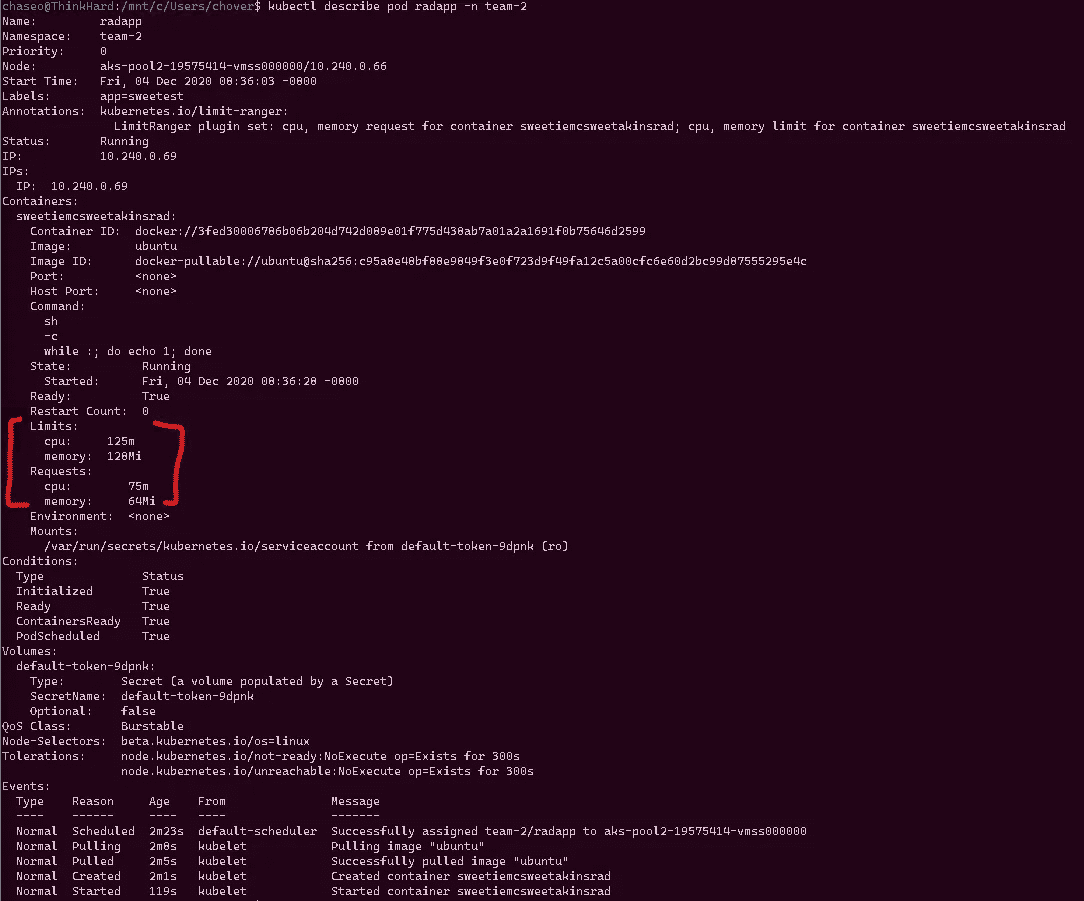 chaseo@ThinkHard:/mnt/c/Users/chover$ kubectl describe pod radapp -n team-2
Name:         radapp
Namespace:    team-2
Priority:     0
Node:         aks-pool2-19575414-vmss000000/10.240.0.66
Start Time:   Fri, 04 Dec 2020 08:36:03 -0800
Labels:       app=sweetest
Annotations:  kubernetes.io/limit-ranger:
                LimitRanger plugin set: cpu, memory request for container sweetiemcsweetakinsrad; cpu, memory limit for container sweetiemcsweetakinsrad
Status:       Running
IP:           10.240.0.69
IPs:
  IP:  10.240.0.69
Containers:
  sweetiemcsweetakinsrad:
    Container ID:
    Image:          ubuntu
    Image ID:
    Port:           <none>
    Host Port:      <none>
    Command:
      sh
      -c
      while :; do echo 1; done
    State:          Running
      Started:      Fri, 04 Dec 2020 08:36:28 -0800
    Ready:          True
    Restart Count:  0
    Limits:
      cpu:     125m
      memory:  128Mi
    Requests:
      cpu:        75m
      memory:     64Mi
    Environment:  <none>
    Mounts:
      /var/run/secrets/kubernetes.io/serviceaccount from default-token-9dpnk (ro)
Conditions:
  Type              Status
  Initialized       True
  Ready             True
  ContainersReady   True
  PodScheduled      True
Volumes:
  default-token-9dpnk:
    Type:        Secret (a volume populated by a Secret)
    SecretName:  default-token-9dpnk
    Optional:    false
QoS Class:       Burstable
Node-Selectors:  beta.kubernetes.io/os=linux
Tolerations:     node.kubernetes.io/not-ready:NoExecute op=Exists for 300s
                 node.kubernetes.io/unreachable:NoExecute op=Exists for 300s
Events:
  Type    Reason     Age    From               Message
  ----    ------     ----   ----               -------
  Normal  Scheduled  2m23s  default-scheduler  Successfully assigned team-2/radapp to aks-pool2-19575414-vmss000000
  Normal  Pulling           kubelet            Pulling image "ubuntu"
  Normal  Pulled     2m5s   kubelet            Successfully pulled image "ubuntu"
  Normal  Created    2m1s   kubelet            Created container sweetiemcsweetakinsrad
  Normal  Started    119s   kubelet            Started container sweetiemcsweetakinsrad